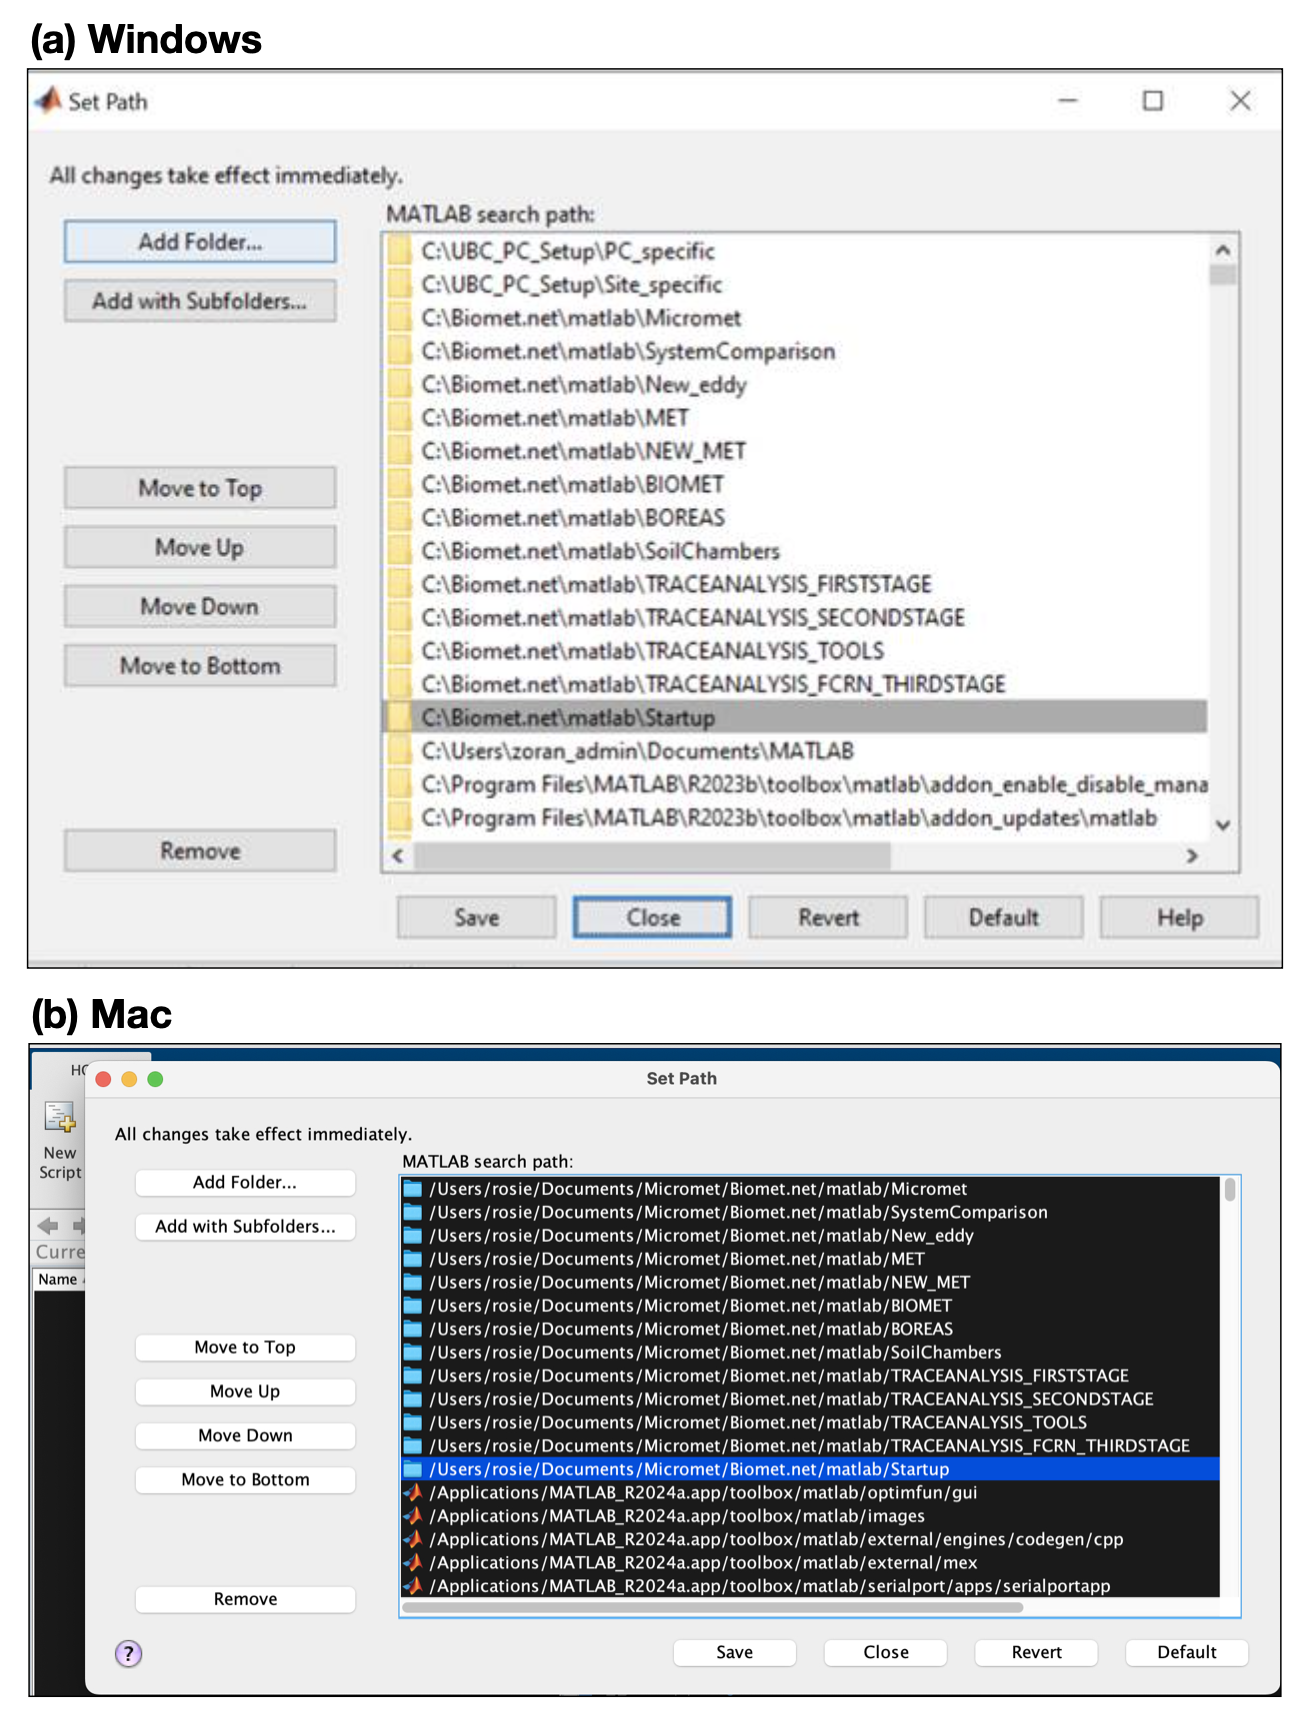 (a) Windows
Set Path
All changes take effect immediately.
MATLAB search path:
Add Folder...
Add with Subfolders...
Move to Top
Move Up
Move Down
Move to Bottom
Remove
C:\UBC_PC_Setup\PC_specific
C:\UBC_PC_Setup\Site_specific
C:\Biomet.net\matlab\Micromet
C:\Biomet.net\matlab\SystemComparison
C:\Biomet.net\matlab\New_eddy
C:\Biomet.net\matlab\MET
C:\Biomet.net\matlab\NEW_MET
C:\Biomet.net\matlab\BIOMET
C:\Biomet.net\matlab\BOREAS
C:\Biomet.net\matlab\SoilChambers
C:\Biomet.net\matlab\TRACEANALYSIS_FIRSTSTAGE
C:\Biomet.net\matlab\TRACEANALYSIS_SECONDSTAGE
C:\Biomet.net\matlab\TRACEANALYSIS_TOOLS
C:\Biomet.net\matlab\TRACEANALYSIS_FCRN_THIRDSTAGE
C:\Biomet.net\matlab\Startup
C:\Users\zoran_admin\Documents\MATLAB
C:\Program Files\MATLAB\R2023b\toolbox\matlab\addon_enable_disable_mana
C:\Program Files\MATLAB\R2023b\toolbox\matlab\addon_updates\matlab
Save Close Revert Default Help
(b) Mac
HO
New
Script
Curre
Name
Set Path
All changes take effect immediately.
MATLAB search path:
Add Folder...
Add with Subfolders...
Move to Top
Move Up
Move Down
Move to Bottom
Remove
/Users/rosie/Documents/Micromet/Biomet.net/matlab/Micromet
/Users/rosie/Documents/Micromet/Biomet.net/matlab/SystemComparison
/Users/rosie/Documents/Micromet/Biomet.net/matlab/New_eddy
/Users/rosie/Documents/Micromet/Biomet.net/matlab/MET
/Users/rosie/Documents/Micromet/Biomet.net/matlab/NEW_MET
/Users/rosie/Documents/Micromet/Biomet.net/matlab/BIOMET
/Users/rosie/Documents/Micromet/Biomet.net/matlab/BOREAS
/Users/rosie/Documents/Micromet/Biomet.net/matlab/SoilChambers
/Users/rosie/Documents/Micromet/Biomet.net/matlab/TRACEANALYSIS_FIRSTSTAGE
/Users/rosie/Documents/Micromet/Biomet.net/matlab/TRACEANALYSIS_SECONDSTAGE
/Users/rosie/Documents/Micromet/Biomet.net/matlab/TRACEANALYSIS_TOOLS
/Users/rosie/Documents/Micromet/Biomet.net/matlab/TRACEANALYSIS_FCRN_THIRDSTAGE
/Users/rosie/Documents/Micromet/Biomet.net/matlab/Startup
/Applications/MATLAB_R2024a.app/toolbox/matlab/optimfun/gui
/Applications/MATLAB_R2024a.app/toolbox/matlab/images
/Applications/MATLAB_R2024a.app/toolbox/matlab/external/engines/codegen/cpp
/Applications/MATLAB_R2024a.app/toolbox/matlab/external/mex
/Applications/MATLAB_R2024a.app/toolbox/matlab/serialport/apps/serialportapp
?
Save Close Revert Default